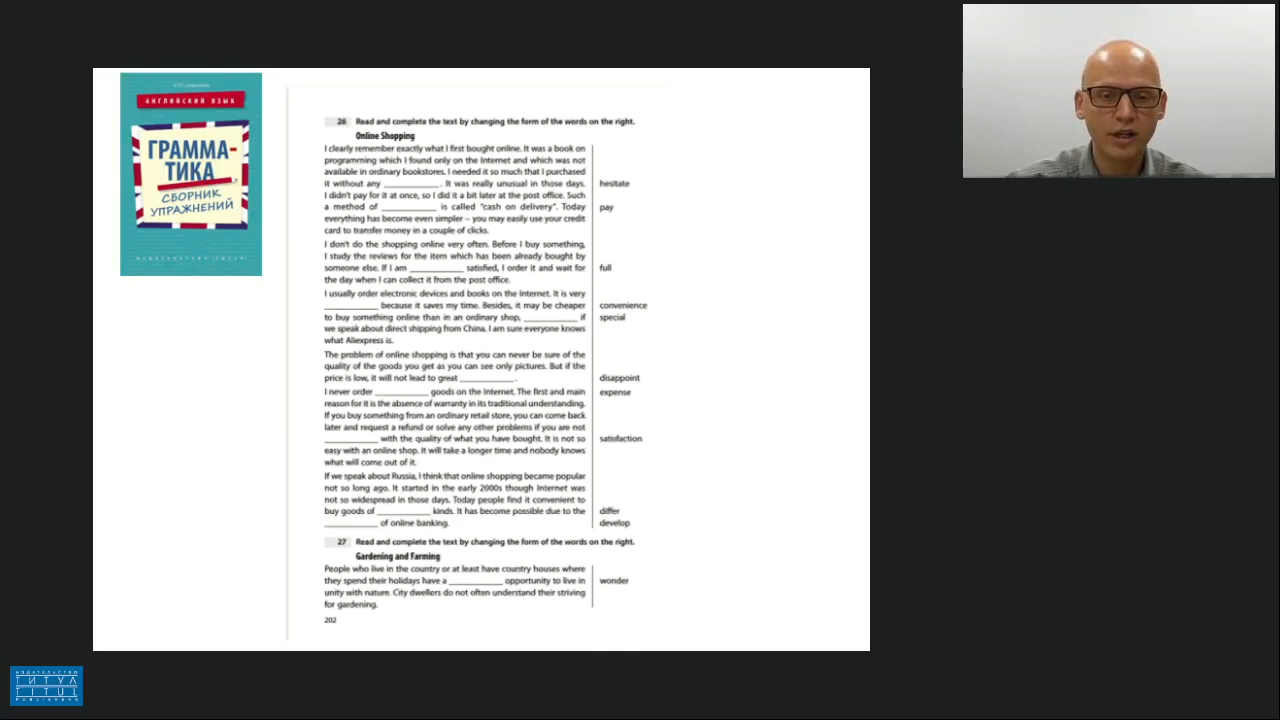 АНГЛИЙСКИЙ ЯЗЫК
ГРАММА-
ТИКА
СБОРНИК
УПРАЖНЕНИЙ
26 Read and complete the text by changing the form of the words on the right.
Online Shopping
I clearly remember exactly what I first bought online. It was a book on
programming which I found only on the Internet and which was not
available in ordinary bookstores. I needed it so much that I purchased
it without any ____________. It was really unusual in those days. hesitate
I didn't pay for it at once, so I did it a bit later at the post office. Such
a method of ____________ is called "cash on delivery". Today pay
everything has become even simpler – you may easily use your credit
card to transfer money in a couple of clicks.
I don't do the shopping online very often. Before I buy something,
I study the reviews for the item which has been already bought by
someone else. If I am ____________ satisfied, I order it and wait for full
the day when I can collect it from the post office.
I usually order electronic devices and books on the Internet. It is very
____________ because it saves my time. Besides, it may be cheaper convenience
to buy something online than in an ordinary shop, ____________ if special
we speak about direct shipping from China. I am sure everyone knows
what Aliexpress is.
The problem of online shopping is that you can never be sure of the
quality of the goods you get as you can see only pictures. But if the
price is low, it will not lead to great ____________. disappoint
I never order ____________ goods on the Internet. The first and main expense
reason for it is the absence of warranty in its traditional understanding.
If you buy something from an ordinary retail store, you can come back
later and request a refund or solve any other problems if you are not
____________ with the quality of what you have bought. It is not so satisfaction
easy with an online shop. It will take a longer time and nobody knows
what will come out of it.
If we speak about Russia, I think that online shopping became popular
not so long ago. It started in the early 2000s though Internet was
not so widespread in those days. Today people find it convenient to
buy goods of ____________ kinds. It has become possible due to the differ
____________ of online banking. develop
27 Read and complete the text by changing the form of the words on the right.
Gardening and Farming
People who live in the country or at least have country houses where
they spend their holidays have a ____________ opportunity to live in wonder
unity with nature. City dwellers do not often understand their striving
for gardening.
202
ИЗДАТЕЛЬСТВО
ТИТУЛ
TITUL
PUBLISHERS